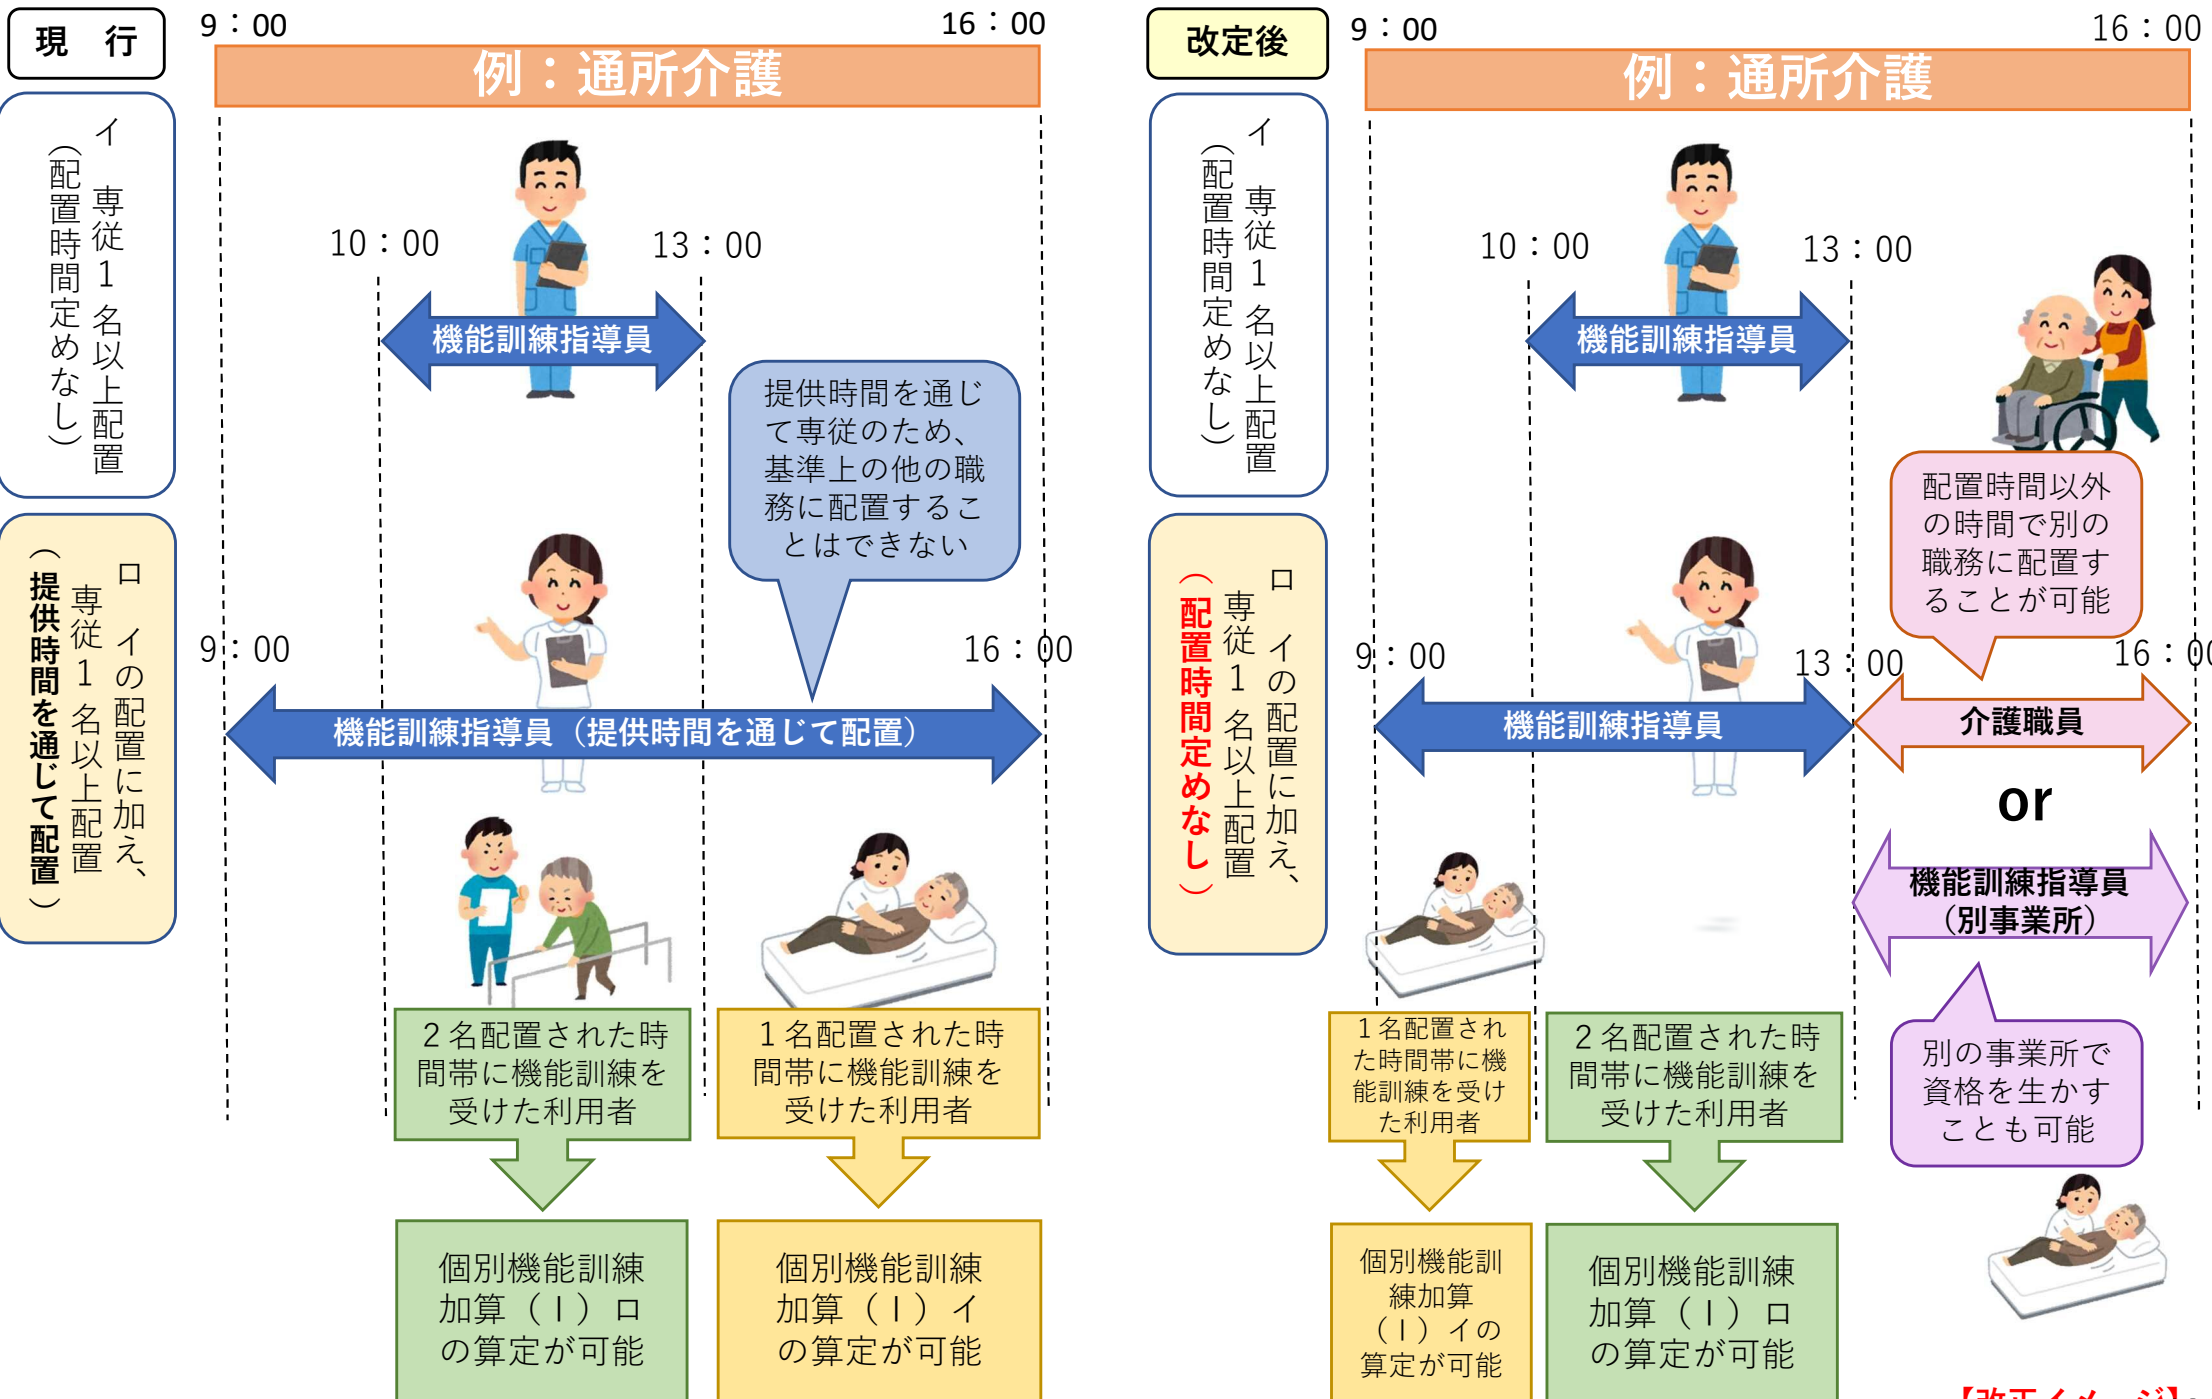 現　行
9：00
16：00
例：通所介護
イ　専従１名以上配置
（配置時間定めなし）
10：00
13：00
機能訓練指導員
提供時間を通じ
て専従のため、
基準上の他の職
務に配置するこ
とはできない
ロ　イの配置に加え、
専従１名以上配置
（提供時間を通じて配置）
9：00
16：00
機能訓練指導員（提供時間を通じて配置）
２名配置された時
間帯に機能訓練を
受けた利用者
１名配置された時
間帯に機能訓練を
受けた利用者
個別機能訓練
加算（Ⅰ）ロ
の算定が可能
個別機能訓練
加算（Ⅰ）イ
の算定が可能
改定後
9：00
16：00
例：通所介護
イ　専従１名以上配置
（配置時間定めなし）
10：00
13：00
機能訓練指導員
配置時間以外
の時間で別の
職務に配置す
ることが可能
ロ　イの配置に加え、
専従１名以上配置
（配置時間定めなし）
9：00
13：00
16：00
機能訓練指導員
介護職員
or
機能訓練指導員
（別事業所）
別の事業所で
資格を生かす
ことも可能
１名配置され
た時間帯に機
能訓練を受け
た利用者
２名配置された時
間帯に機能訓練を
受けた利用者
個別機能訓
練加算
（Ⅰ）イの
算定が可能
個別機能訓練
加算（Ⅰ）ロ
の算定が可能
【改正イメージ】